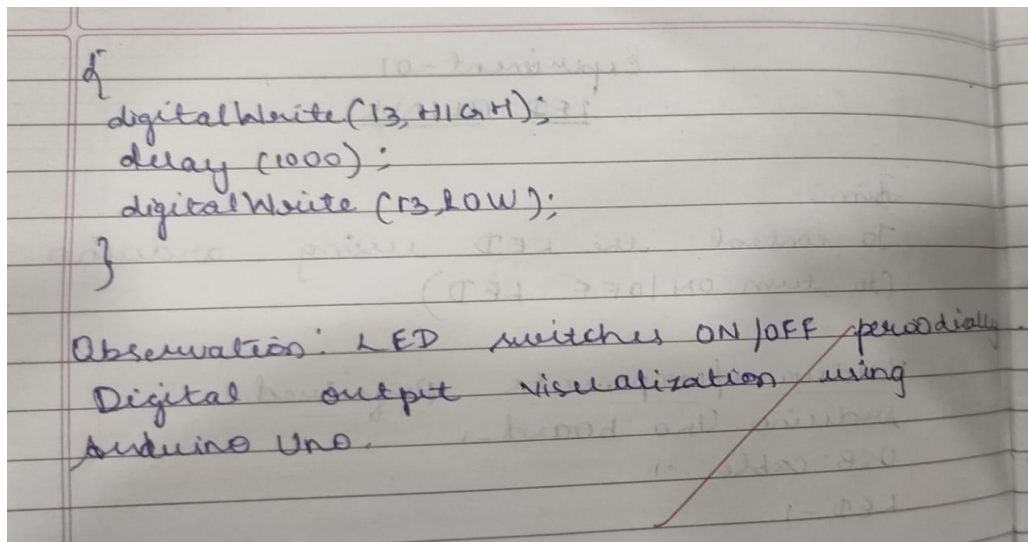 {
digitalWrite(13, HIGH);
delay (1000);
digitalWrite (13, LOW);
}
Observation: LED switches ON/OFF peroodially.
Digital output visualization using
Arduino Uno.